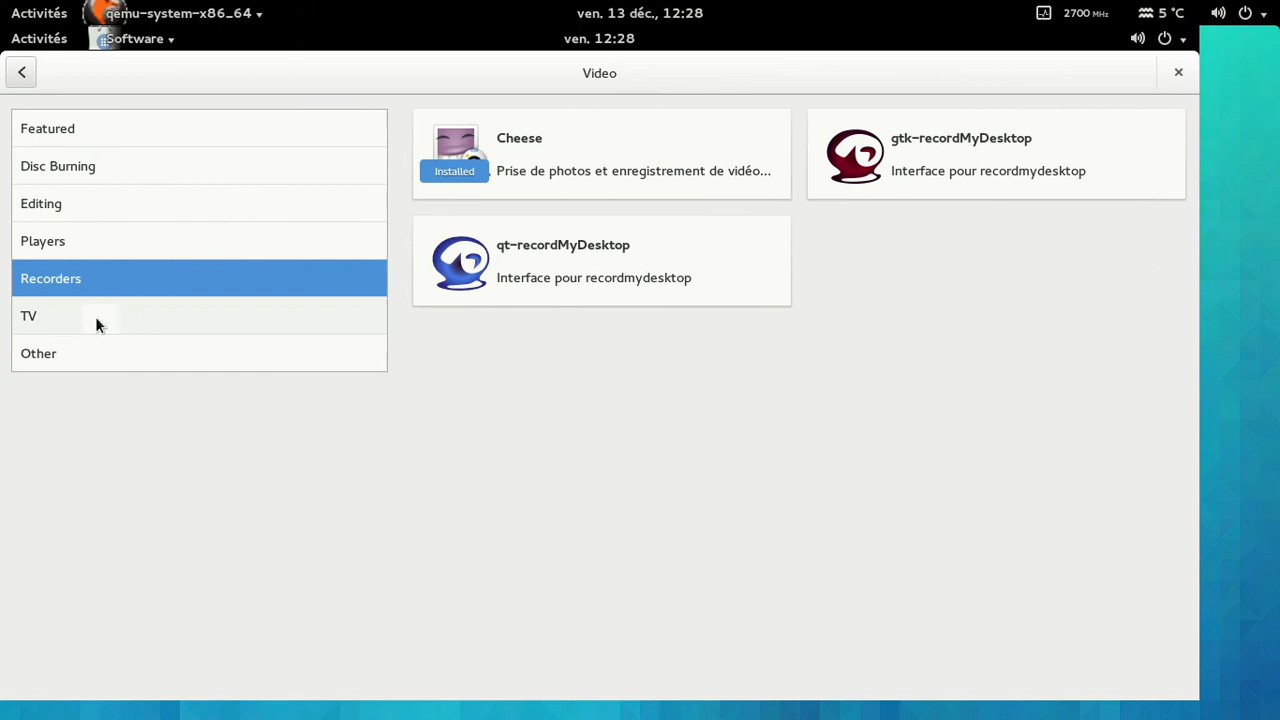 Activités qemu-system-x86_64 ven. 13 déc., 12:28 2700 MHz 5 °C
Activités Software ven. 12:28
Video
Featured
Disc Burning
Editing
Players
Recorders
TV
Other
Cheese
Installed
Prise de photos et enregistrement de vidéo...
gtk-recordMyDesktop
Interface pour recordmydesktop
qt-recordMyDesktop
Interface pour recordmydesktop